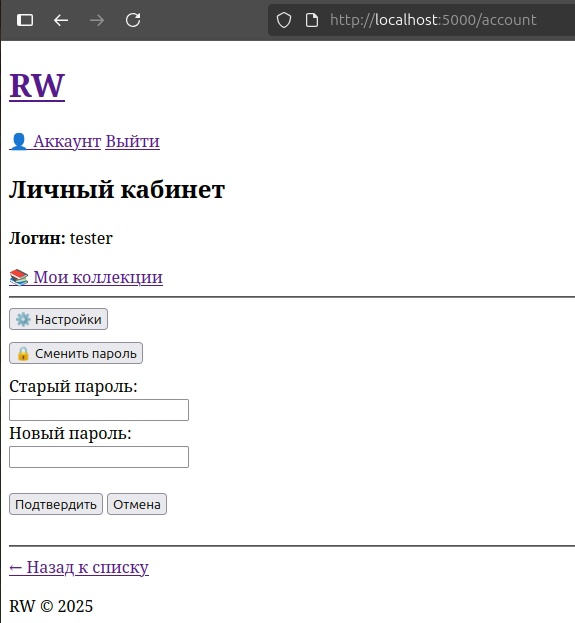 http://localhost:5000/account
RW
👤 Аккаунт Выйти
Личный кабинет
Логин: tester
📚 Мои коллекции
⚙️ Настройки
🔒 Сменить пароль
Старый пароль:
Новый пароль:
Подтвердить Отмена
← Назад к списку
RW © 2025